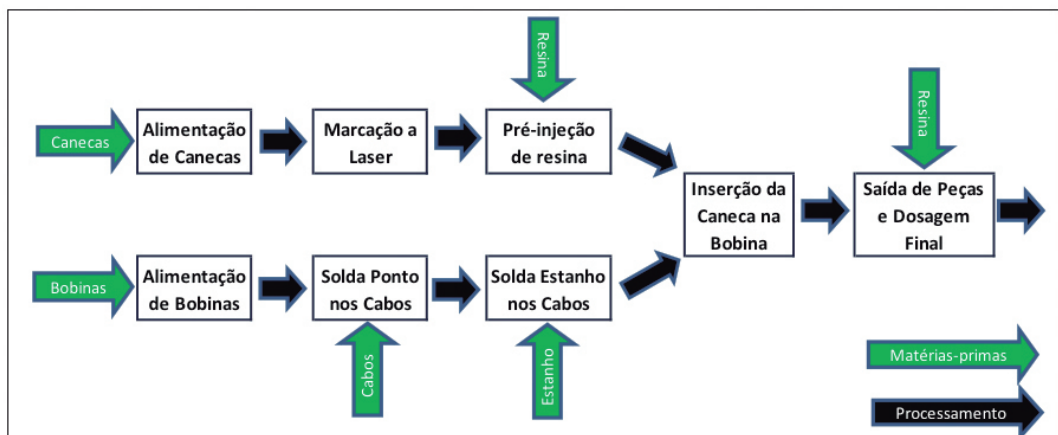 Resina
Resina
Canecas
Alimentação
de Canecas
Marcação a
Laser
Pré-injeção
de resina
Inserção da
Caneca na
Bobina
Saída de Peças
e Dosagem
Final
Bobinas
Alimentação
de Bobinas
Solda Ponto
nos Cabos
Solda Estanho
nos Cabos
Cabos
Estanho
Matérias-primas
Processamento